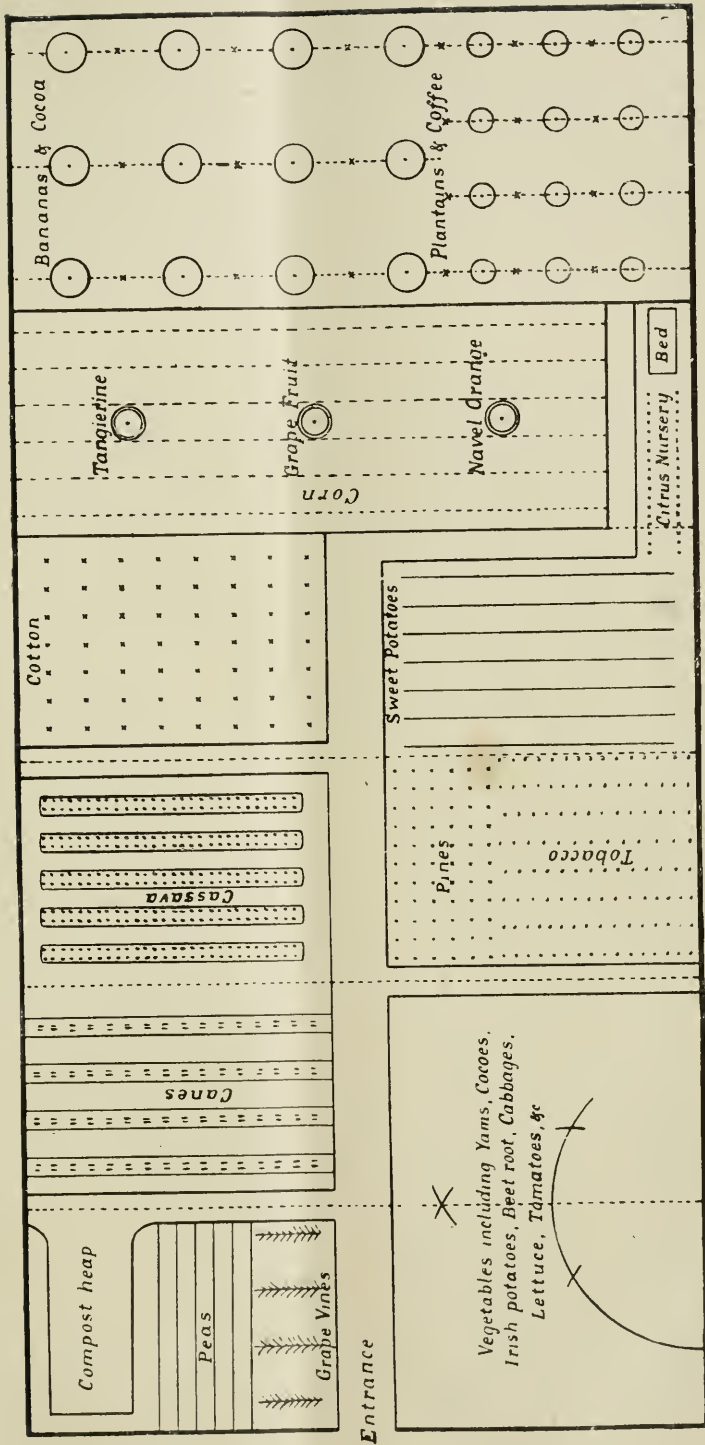 Bananas & Cocoa
Plantains & Coffee
Tangierine
Grape Fruit
Navel Orange
Corn
Bed
Citrus Nursery
Cotton
Sweet Potatoes
Cassava
Pines
Tobacco
Canes
Compost heap
Peas
Grape Vines
Entrance
Vegetables including Yams, Cocoes.
Irish potatoes, Beet root, Cabbages.
Lettuce, Tomatoes, &c